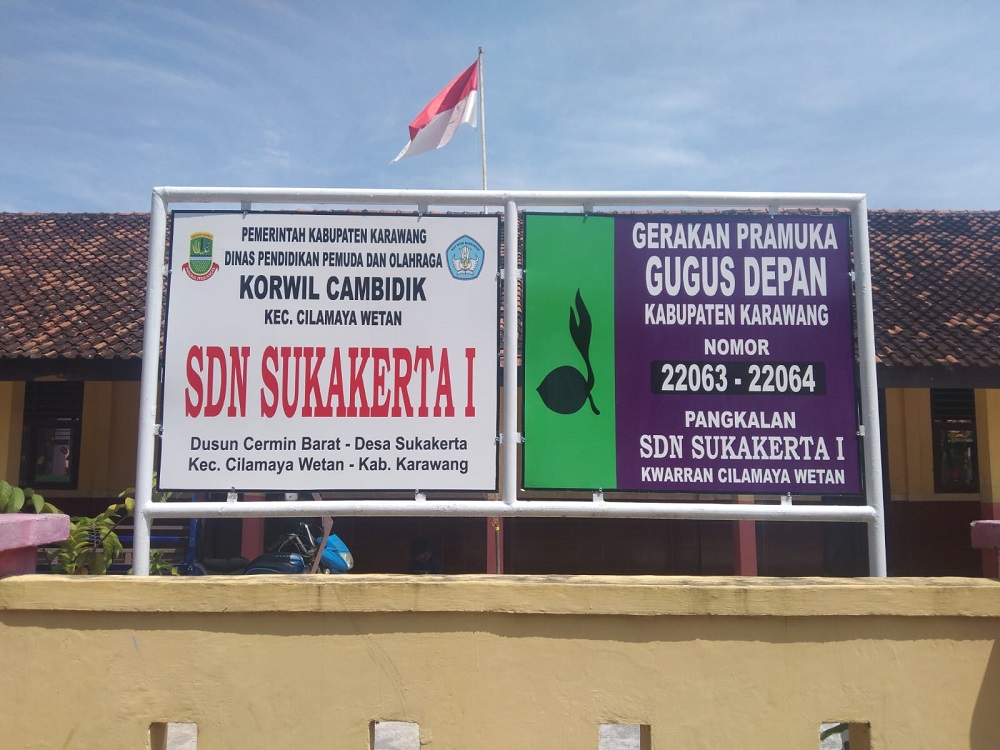 PEMERINTAH KABUPATEN KARAWANG
DINAS PENDIDIKAN PEMUDA DAN OLAHRAGA
KORWIL CAMBIDIK
KEC. CILAMAYA WETAN
SDN SUKAKERTA I
Dusun Cermin Barat - Desa Sukakerta
Kec. Cilamaya Wetan - Kab. Karawang
GERAKAN PRAMUKA
GUGUS DEPAN
KABUPATEN KARAWANG
NOMOR
22063 - 22064
PANGKALAN
SDN SUKAKERTA I
KWARRAN CILAMAYA WETAN